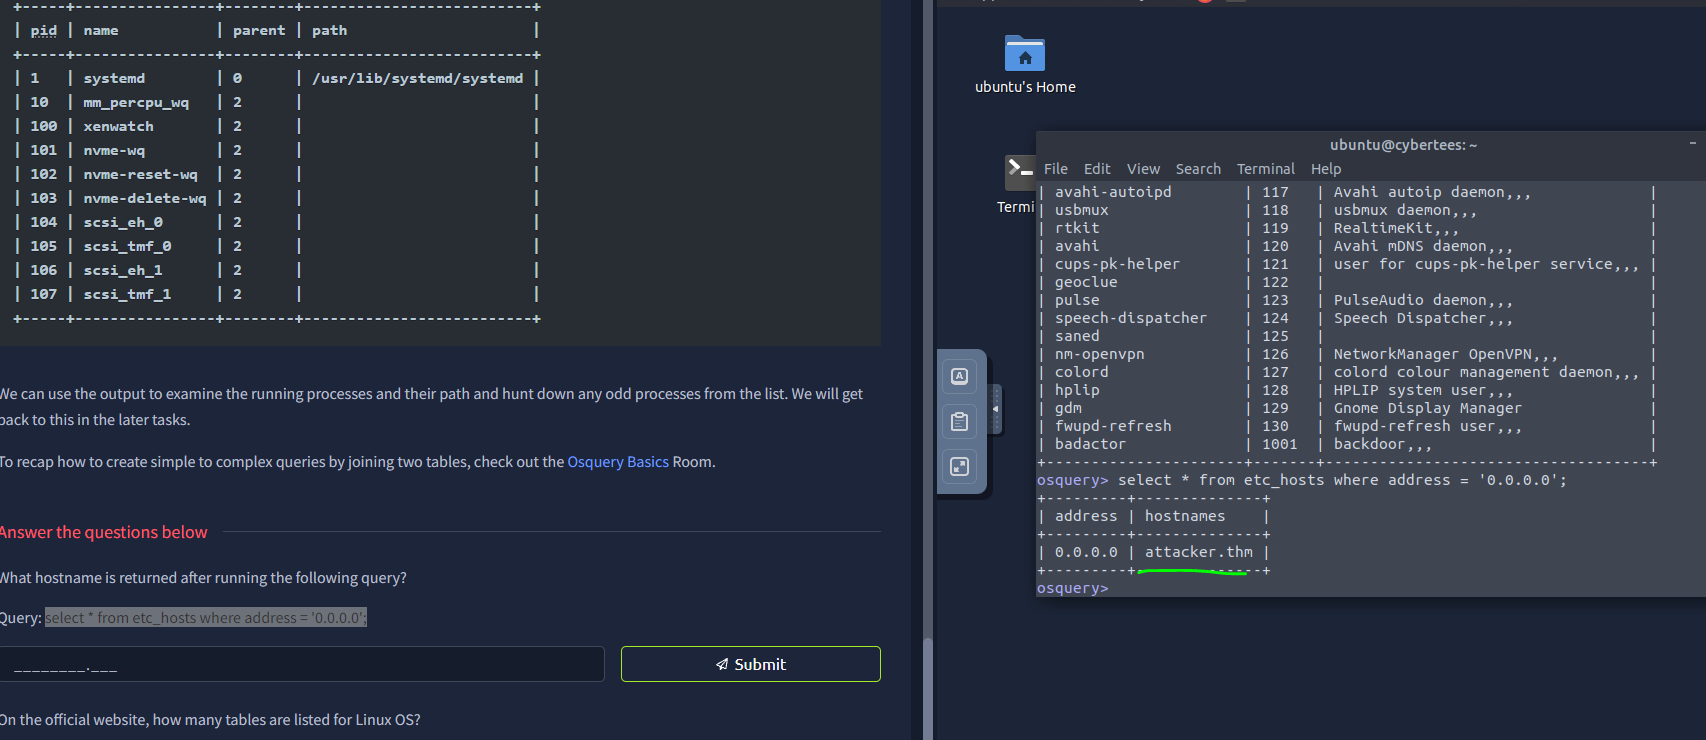 +-----+----------------+--------+--------------------------+
| pid | name           | parent | path                     |
+-----+----------------+--------+--------------------------+
| 1   | systemd        | 0      | /usr/lib/systemd/systemd |
| 10  | mm_percpu_wq   | 2      |                          |
| 100 | xenwatch       | 2      |                          |
| 101 | nvme-wq        | 2      |                          |
| 102 | nvme-reset-wq  | 2      |                          |
| 103 | nvme-delete-wq | 2      |                          |
| 104 | scsi_eh_0      | 2      |                          |
| 105 | scsi_tmf_0     | 2      |                          |
| 106 | scsi_eh_1      | 2      |                          |
| 107 | scsi_tmf_1     | 2      |                          |
+-----+----------------+--------+--------------------------+
We can use the output to examine the running processes and their path and hunt down any odd processes from the list. We will get
back to this in the later tasks.
To recap how to create simple to complex queries by joining two tables, check out the Osquery Basics Room.
Answer the questions below
What hostname is returned after running the following query?
Query: select * from etc_hosts where address = '0.0.0.0';
________.___
Submit
On the official website, how many tables are listed for Linux OS?
ubuntu's Home
Termi
ubuntu@cybertees: ~
File Edit View Search Terminal Help
| avahi-autoipd        | 117   | Avahi autoip daemon,,,             |
| usbmux               | 118   | usbmux daemon,,,                   |
| rtkit                | 119   | RealtimeKit,,,                     |
| avahi                | 120   | Avahi mDNS daemon,,,               |
| cups-pk-helper       | 121   | user for cups-pk-helper service,,, |
| geoclue              | 122   |                                    |
| pulse                | 123   | PulseAudio daemon,,,               |
| speech-dispatcher    | 124   | Speech Dispatcher,,,               |
| saned                | 125   |                                    |
| nm-openvpn           | 126   | NetworkManager OpenVPN,,,          |
| colord               | 127   | colord colour management daemon,,, |
| hplip                | 128   | HPLIP system user,,,               |
| gdm                  | 129   | Gnome Display Manager              |
| fwupd-refresh        | 130   | fwupd-refresh user,,,              |
| badactor             | 1001  | backdoor,,,                        |
+----------------------+-------+------------------------------------+
osquery> select * from etc_hosts where address = '0.0.0.0';
+---------+--------------+
| address | hostnames    |
+---------+--------------+
| 0.0.0.0 | attacker.thm |
+---------+--------------+
osquery>